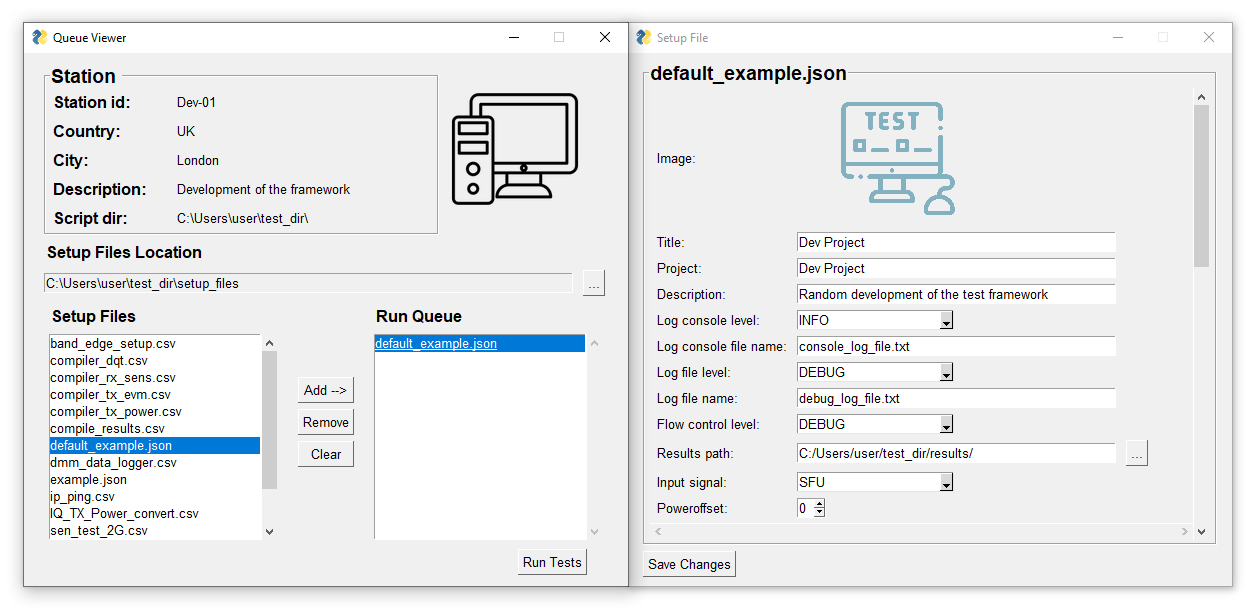 Queue Viewer
Station
Station id: Dev-01
Country: UK
City: London
Description: Development of the framework
Script dir: C:\Users\user\test_dir\
Setup Files Location
C:\Users\user\test_dir\setup_files
...
Setup Files
band_edge_setup.csv
compiler_dqt.csv
compiler_rx_sens.csv
compiler_tx_evm.csv
compiler_tx_power.csv
compile_results.csv
default_example.json
dmm_data_logger.csv
example.json
ip_ping.csv
IQ_TX_Power_convert.csv
sen_test_2G.csv
Add -->
Remove
Clear
Run Queue
default_example.json
Run Tests
Setup File
default_example.json
Image:
TEST
Title: Dev Project
Project: Dev Project
Description: Random development of the test framework
Log console level: INFO
Log console file name: console_log_file.txt
Log file level: DEBUG
Log file name: debug_log_file.txt
Flow control level: DEBUG
Results path: C:/Users/user/test_dir/results/ ...
Input signal: SFU
Poweroffset: 0
Save Changes